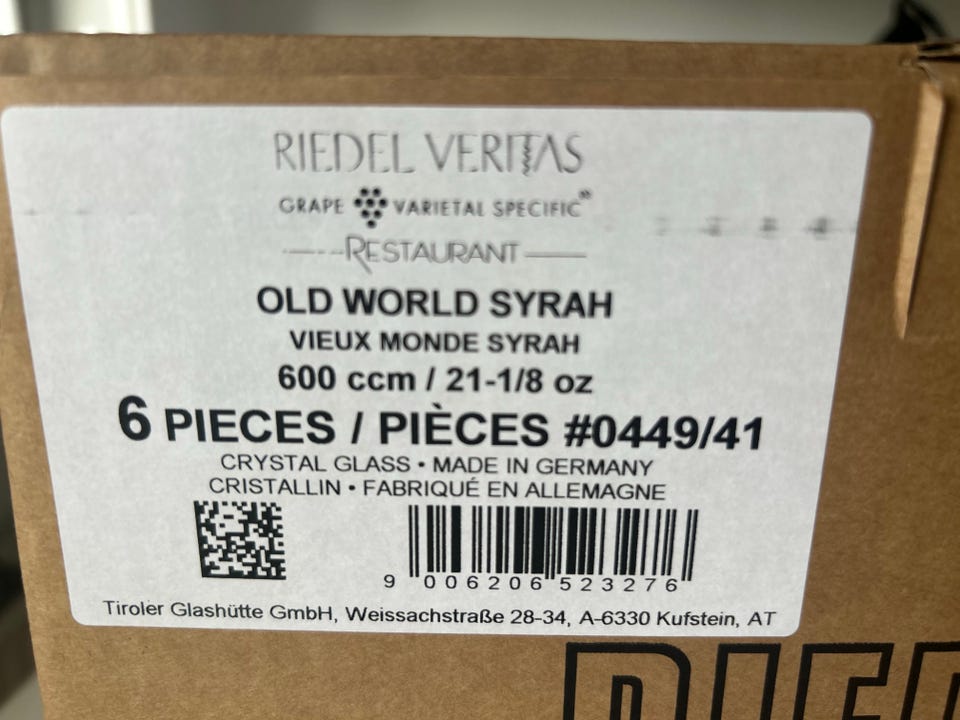 RIEDEL VERITAS
GRAPE VARIETAL SPECIFIC
RESTAURANT
OLD WORLD SYRAH
VIEUX MONDE SYRAH
600 ccm / 21-1/8 oz
6 PIECES / PIÈCES #0449/41
CRYSTAL GLASS • MADE IN GERMANY
CRISTALLIN • FABRIQUÉ EN ALLEMAGNE
9 006206 523276
Tiroler Glashütte GmbH, Weissachstraße 28-34, A-6330 Kufstein, AT